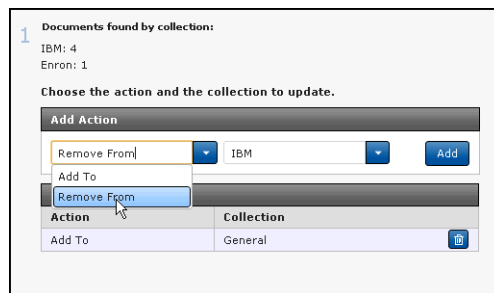 1
Documents found by collection:
IBM: 4
Enron: 1
Choose the action and the collection to update.
Add Action
Remove From IBM Add
Add To
Remove From
Action Collection
Add To General